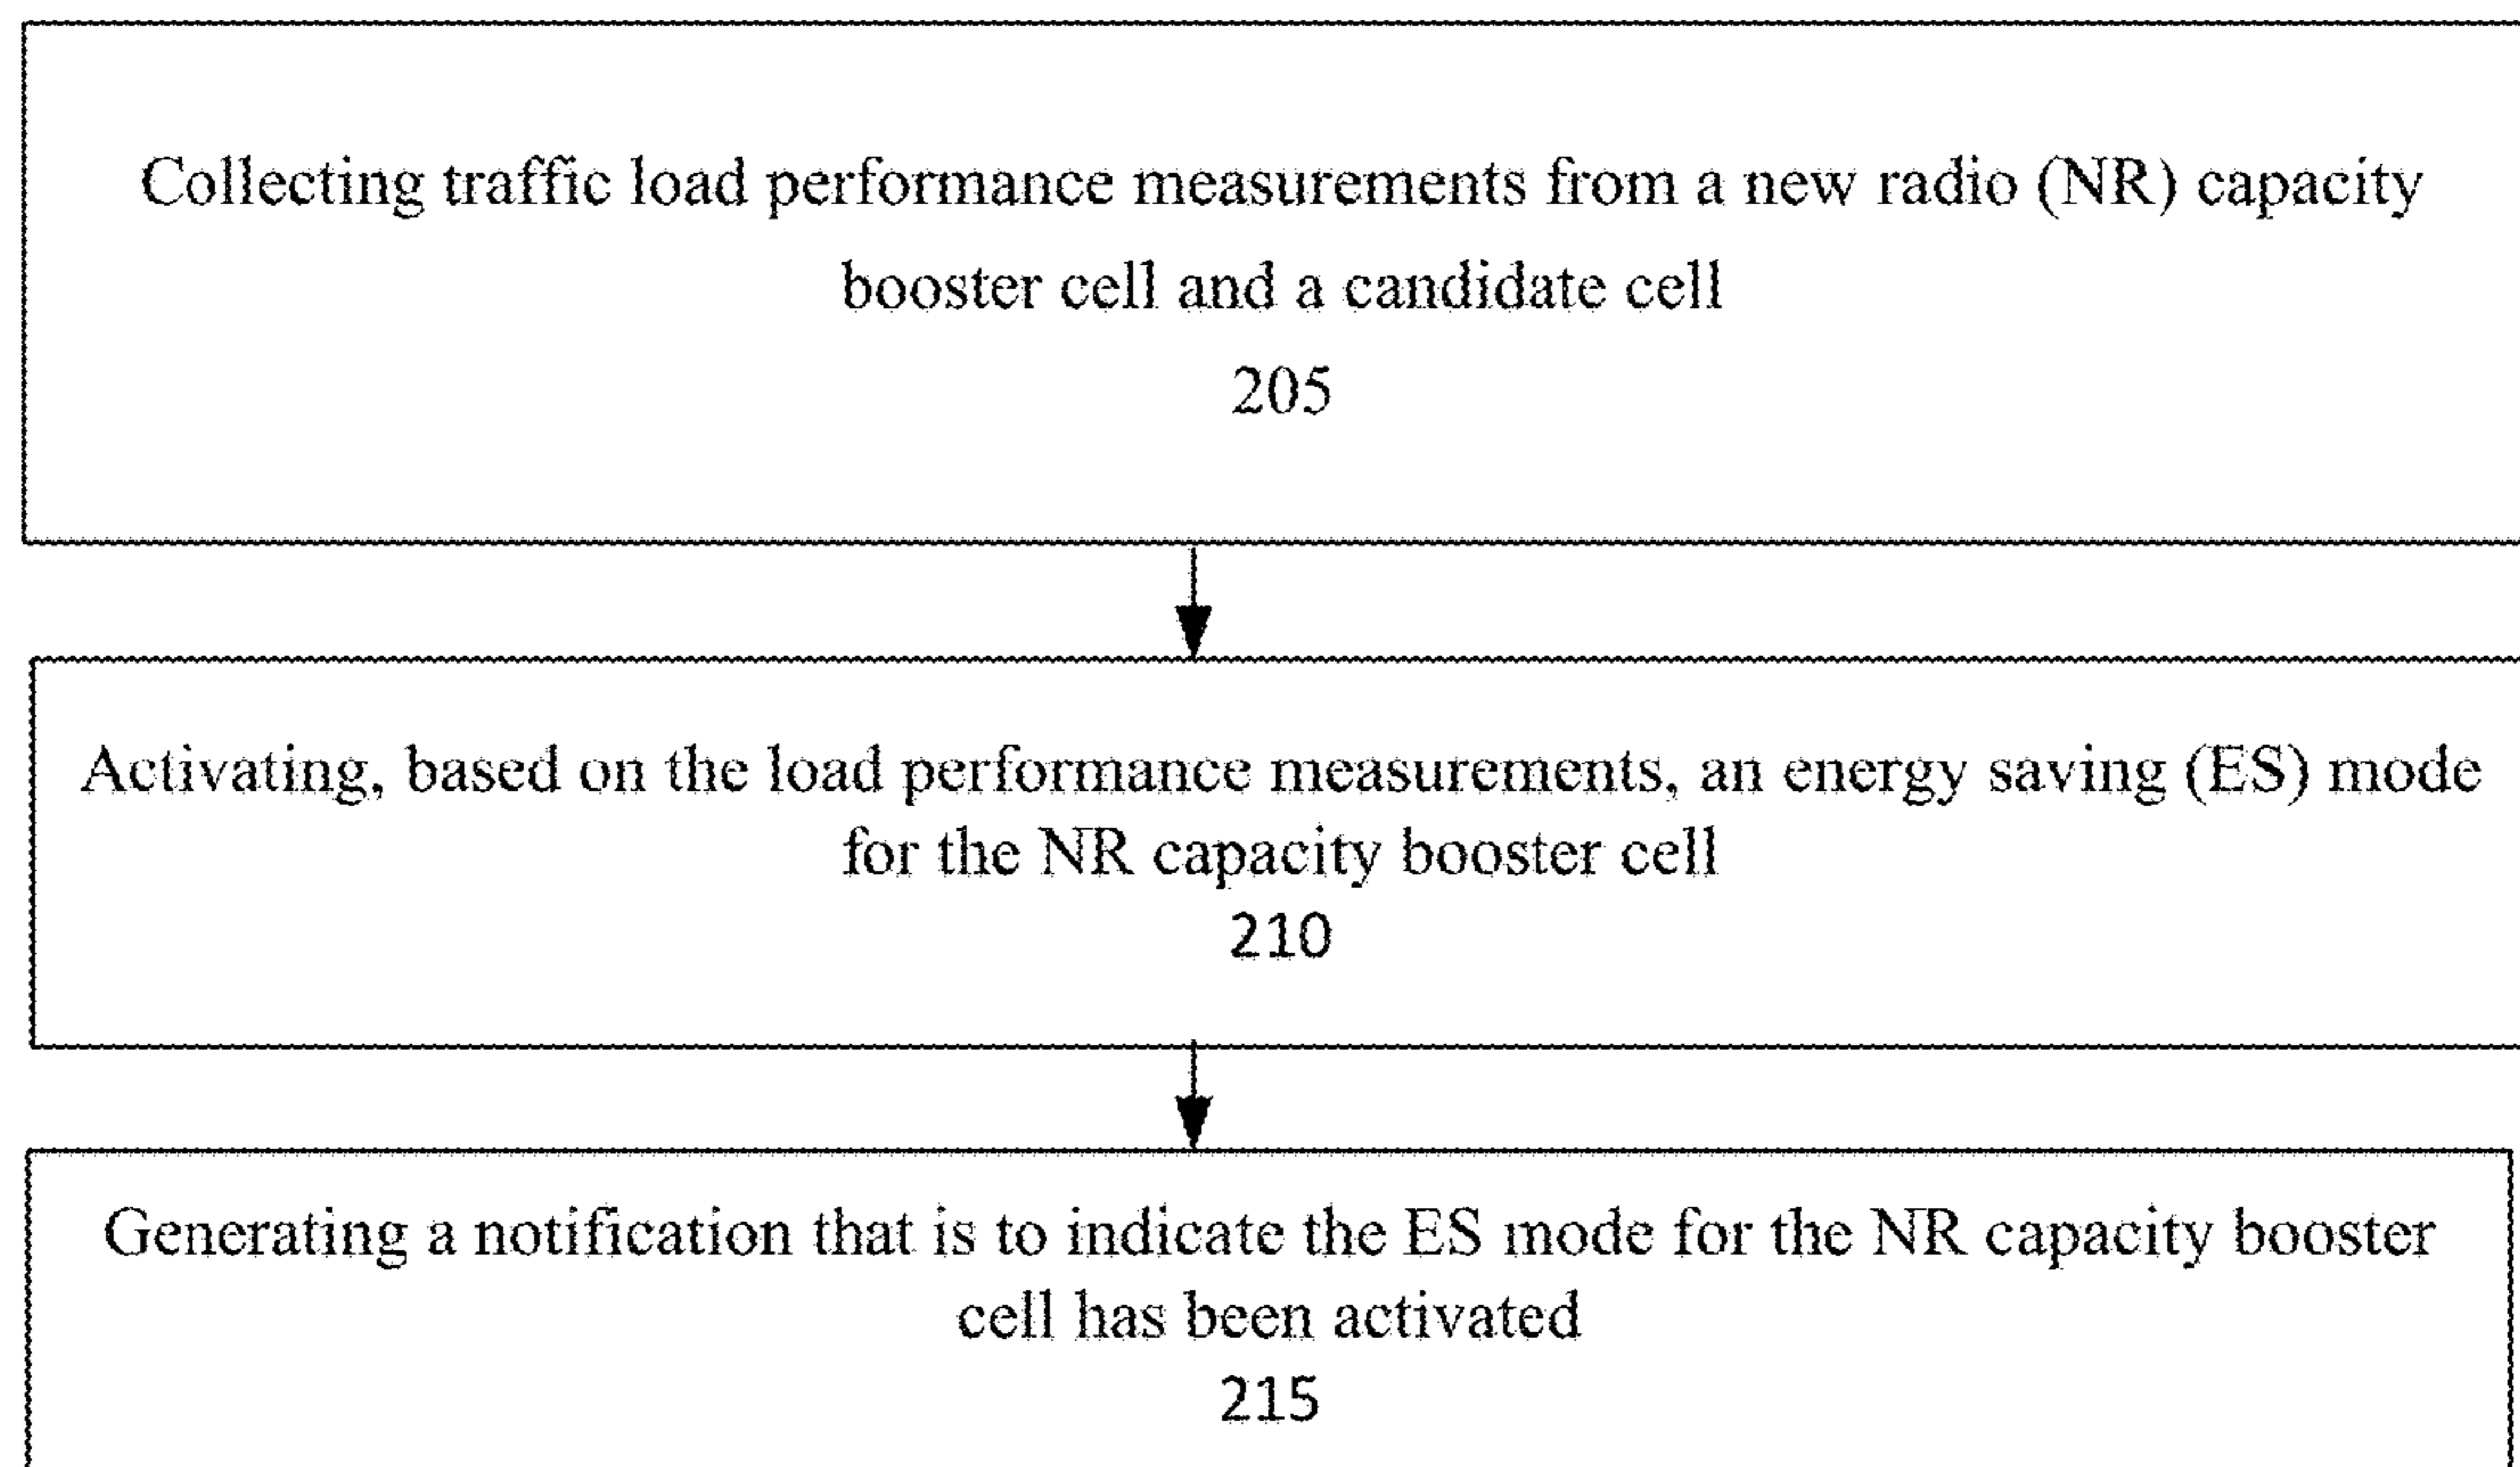 Collecting traffic load performance measurements from a new radio (NR) capacity
booster cell and a candidate cell
205
Activating, based on the load performance measurements, an energy saving (ES) mode
for the NR capacity booster cell
210
Generating a notification that is to indicate the ES mode for the NR capacity booster
cell has been activated
215